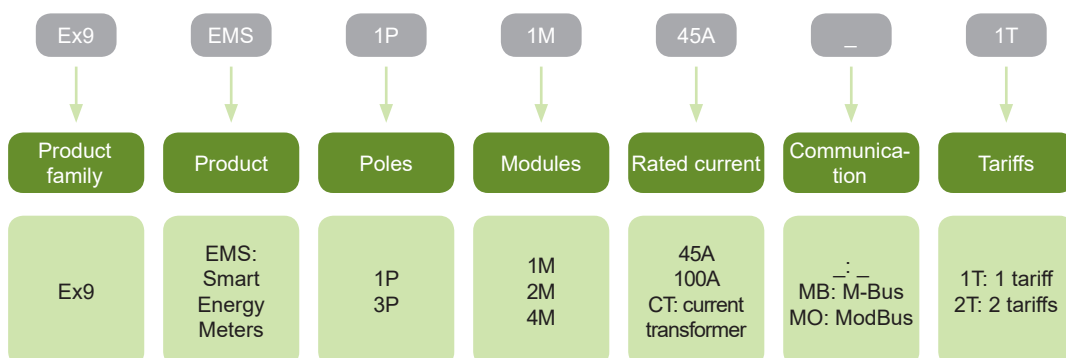 Ex9 EMS 1P 1M 45A _ 1T
Product family
Product
Poles
Modules
Rated current
Communica-
tion
Tariffs
Ex9
EMS:
Smart
Energy
Meters
1P
3P
1M
2M
4M
45A
100A
CT: current
transformer
_: _
MB: M-Bus
MO: ModBus
1T: 1 tariff
2T: 2 tariffs